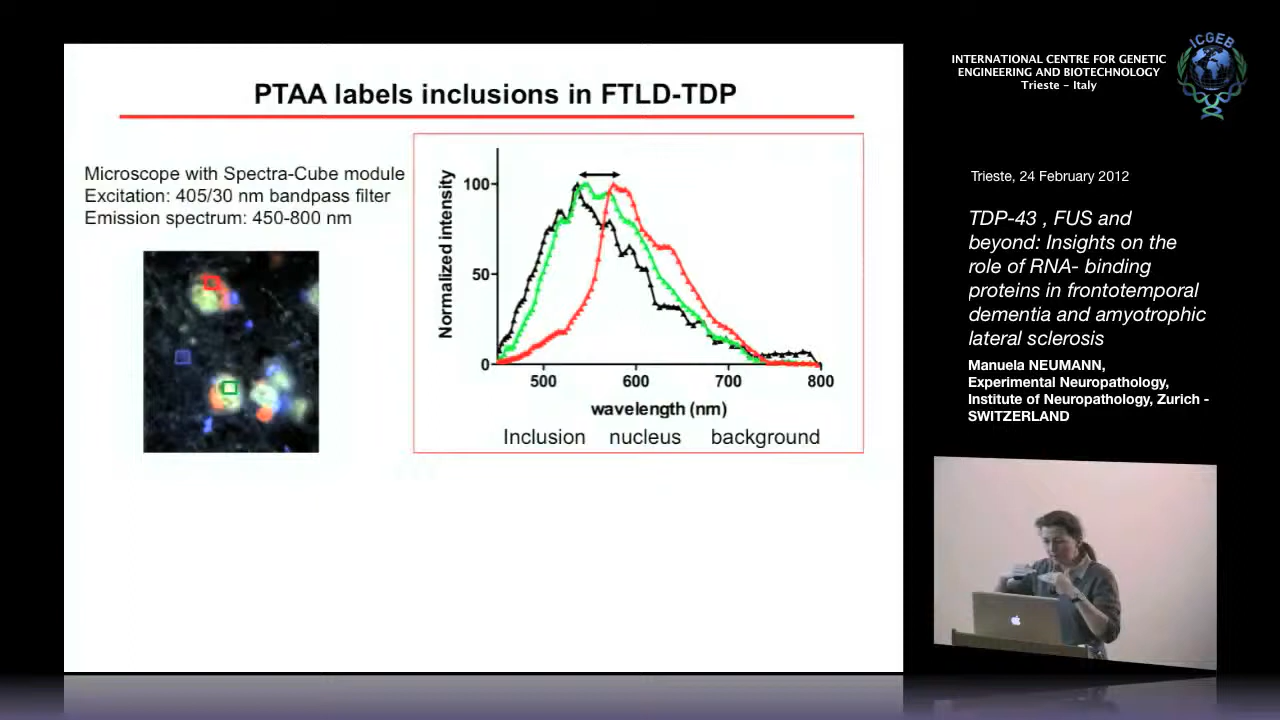 PTAA labels inclusions in FTLD-TDP
Microscope with Spectra-Cube module
Excitation: 405/30 nm bandpass filter
Emission spectrum: 450-800 nm
Normalized intensity
100
50
0
500
600
700
800
wavelength (nm)
Inclusion nucleus background
INTERNATIONAL CENTRE FOR GENETIC
ENGINEERING AND BIOTECHNOLOGY
Trieste - Italy
ICGEB
Trieste, 24 February 2012
TDP-43 , FUS and
beyond: Insights on the
role of RNA- binding
proteins in frontotemporal
dementia and amyotrophic
lateral sclerosis
Manuela NEUMANN,
Experimental Neuropathology,
Institute of Neuropathology, Zurich -
SWITZERLAND